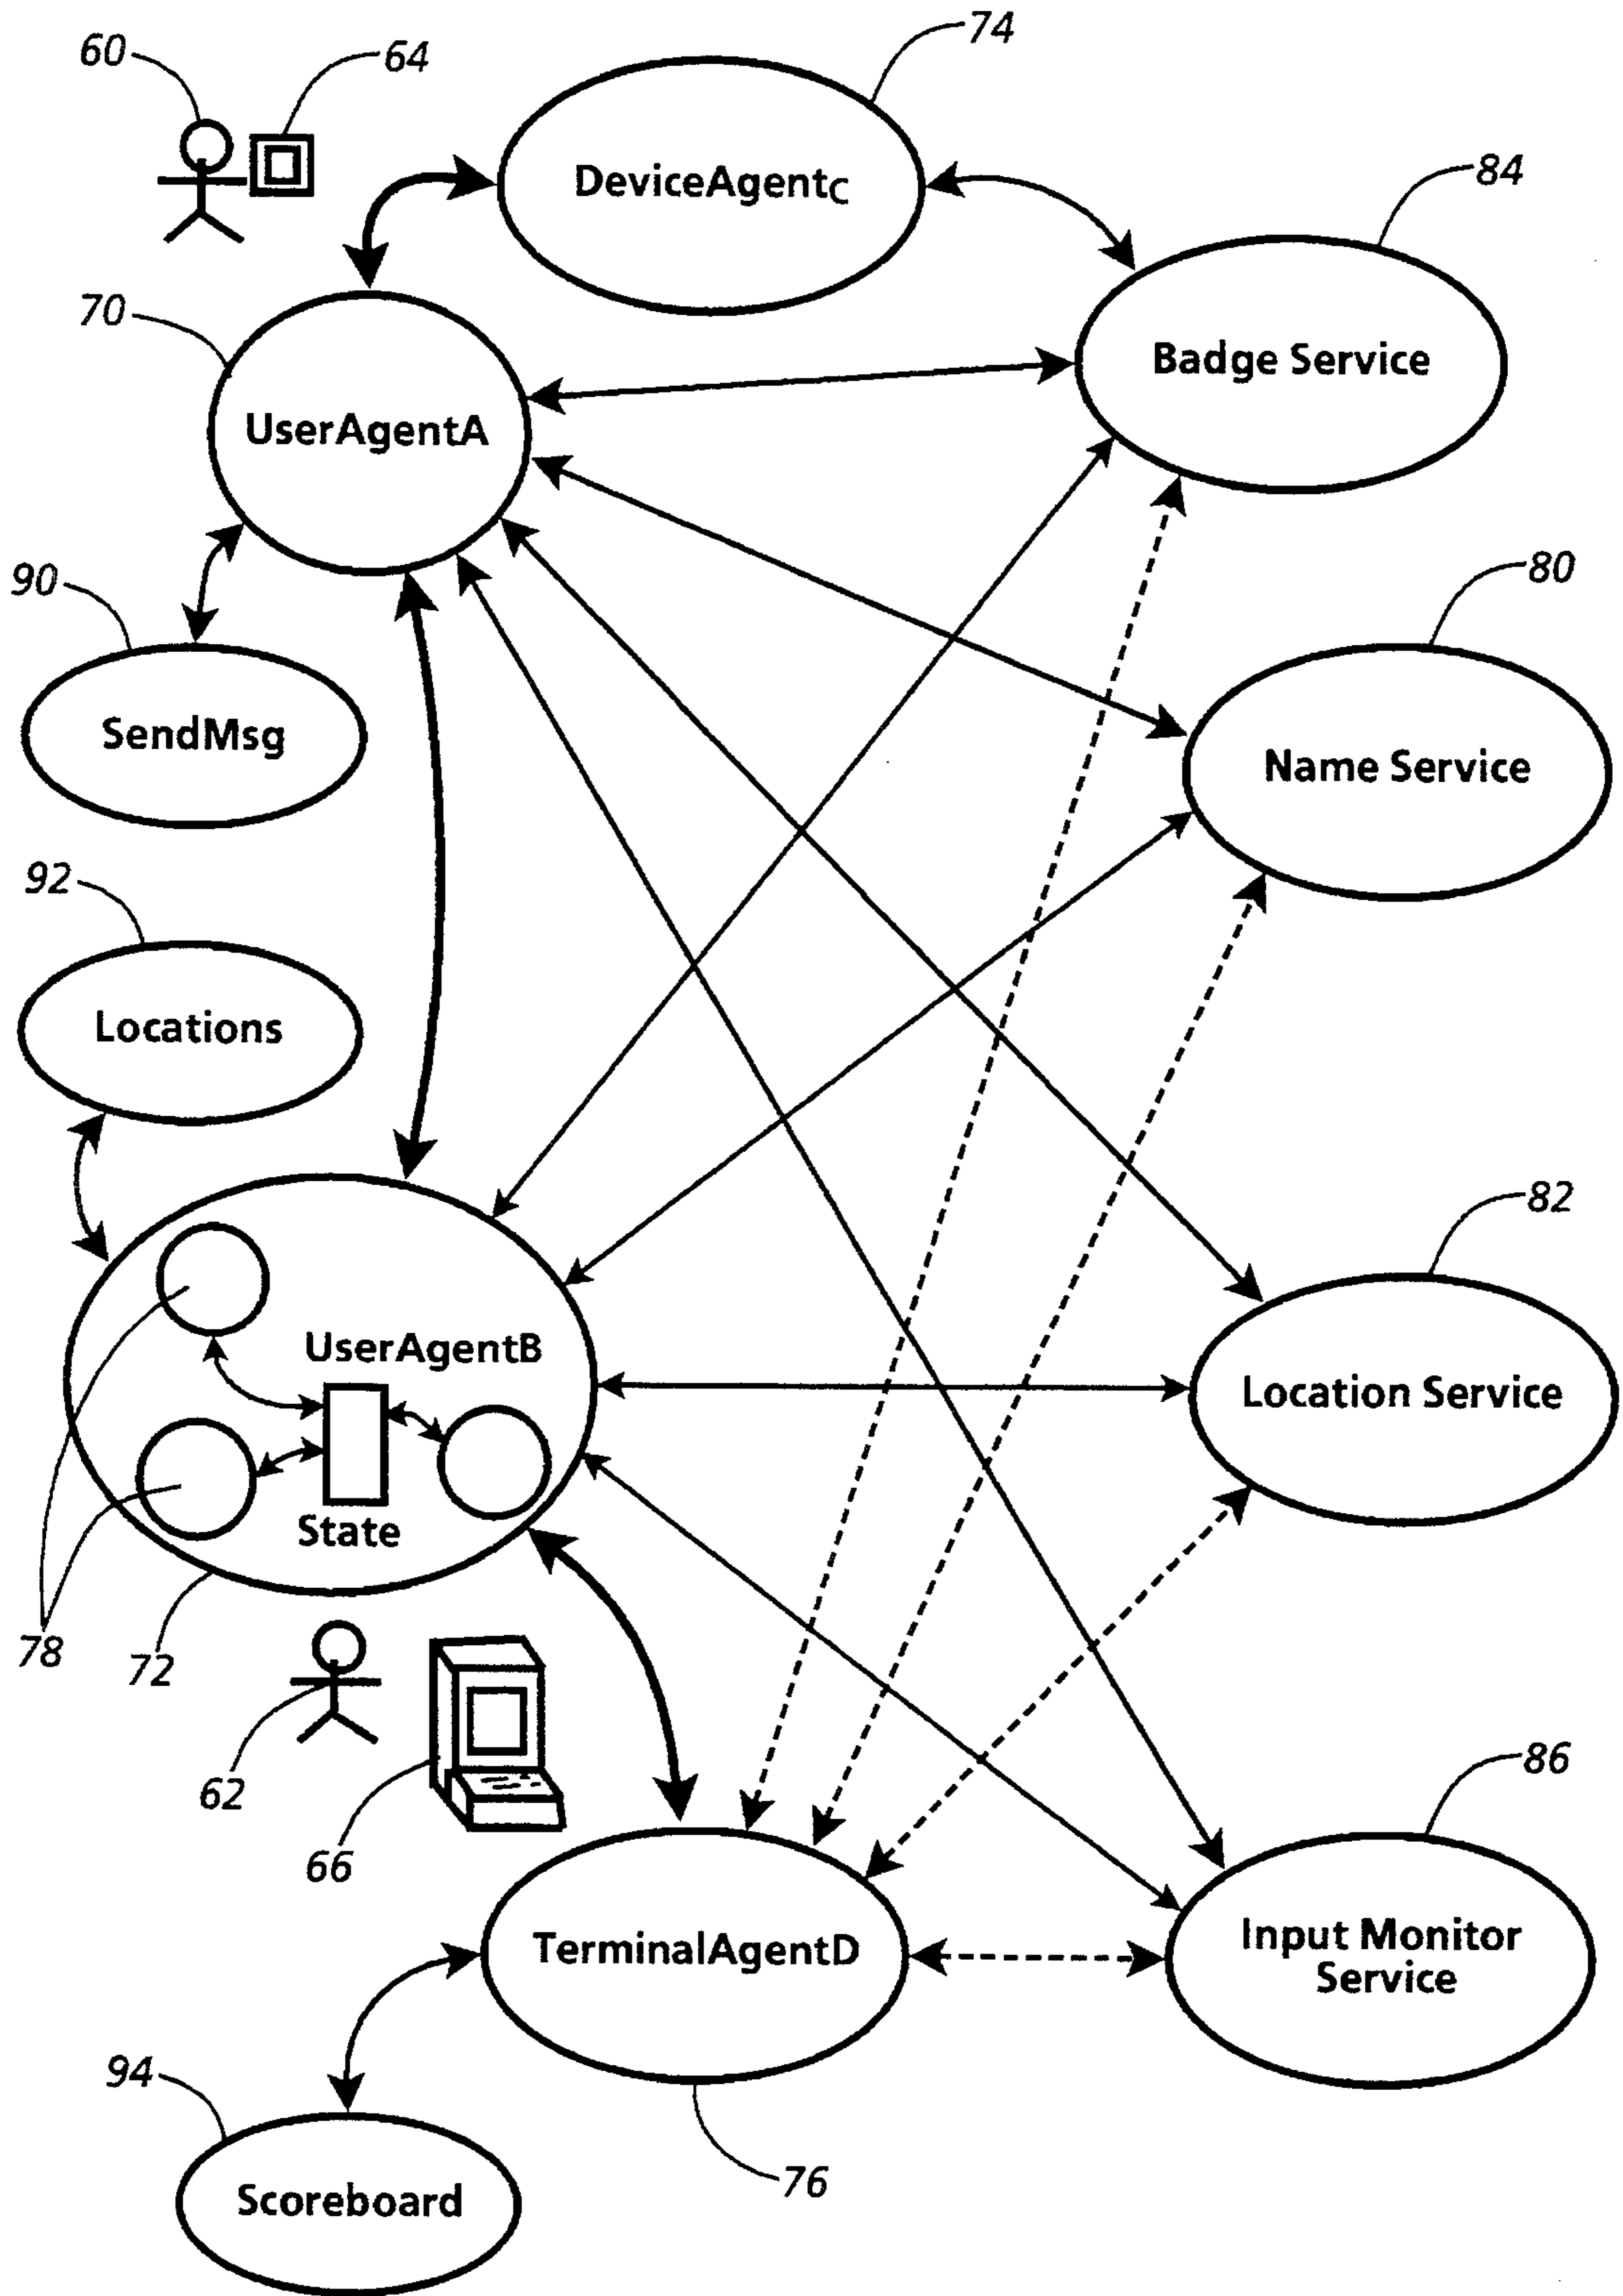 60
64
74
DeviceAgentC
84
70
Badge Service
UserAgentA
90
80
SendMsg
Name Service
92
Locations
82
UserAgentB
Location Service
State
78
72
62
66
86
TerminalAgentD
Input Monitor
Service
94
76
Scoreboard